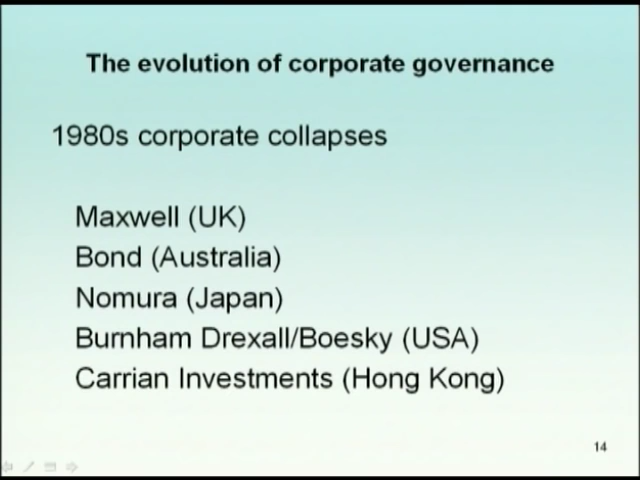 The evolution of corporate governance
1980s corporate collapses
Maxwell (UK)
Bond (Australia)
Nomura (Japan)
Burnham Drexall/Boesky (USA)
Carrian Investments (Hong Kong)
14